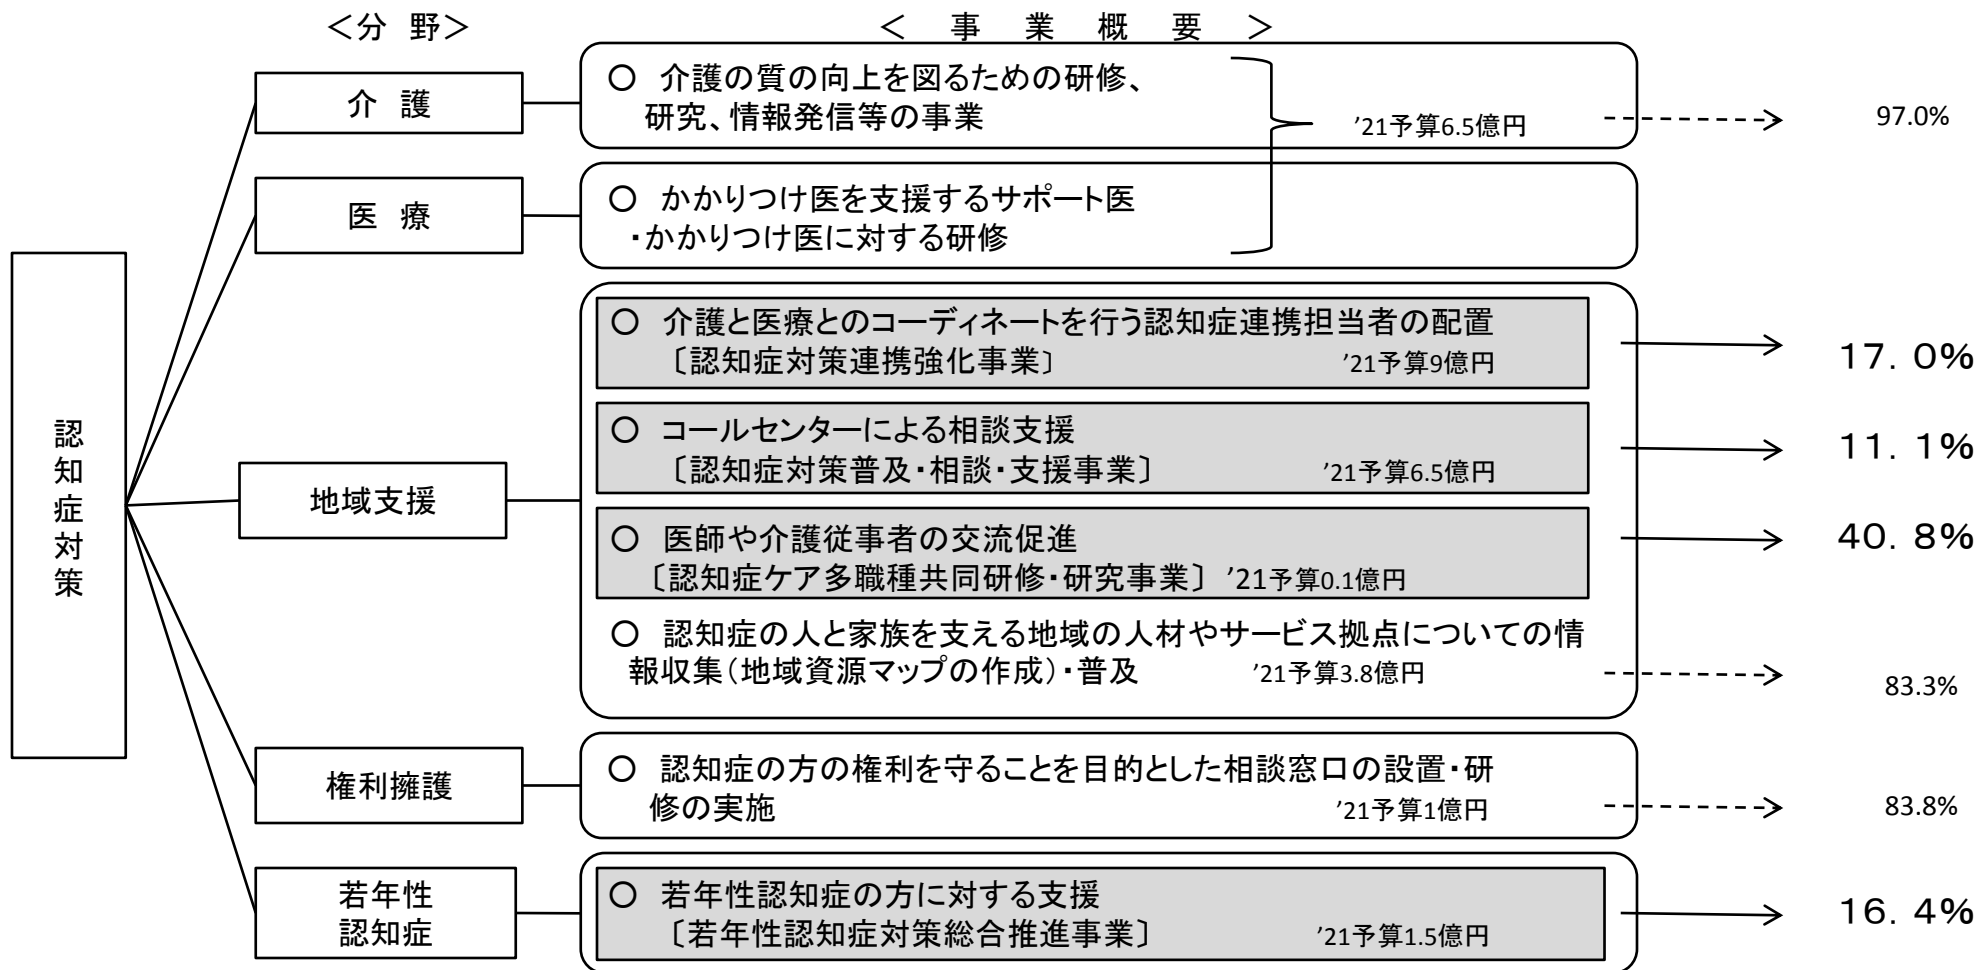 ＜分 野＞
＜ 事 業 概 要 ＞
認知症対策
介 護
○ 介護の質の向上を図るための研修、
研究、情報発信等の事業
’21予算6.5億円
97.0%
医 療
○ かかりつけ医を支援するサポート医
・かかりつけ医に対する研修
地域支援
○ 介護と医療とのコーディネートを行う認知症連携担当者の配置
〔認知症対策連携強化事業〕 ’21予算9億円
17．0％
○ コールセンターによる相談支援
〔認知症対策普及・相談・支援事業〕 ’21予算6.5億円
11．1％
○ 医師や介護従事者の交流促進
〔認知症ケア多職種共同研修・研究事業〕 ’21予算0.1億円
40．8％
○ 認知症の人と家族を支える地域の人材やサービス拠点についての情
報収集（地域資源マップの作成）・普及 ’21予算3.8億円
83.3%
権利擁護
○ 認知症の方の権利を守ることを目的とした相談窓口の設置・研
修の実施 ’21予算1億円
83.8%
若年性
認知症
○ 若年性認知症の方に対する支援
〔若年性認知症対策総合推進事業〕 ’21予算1.5億円
16．4％